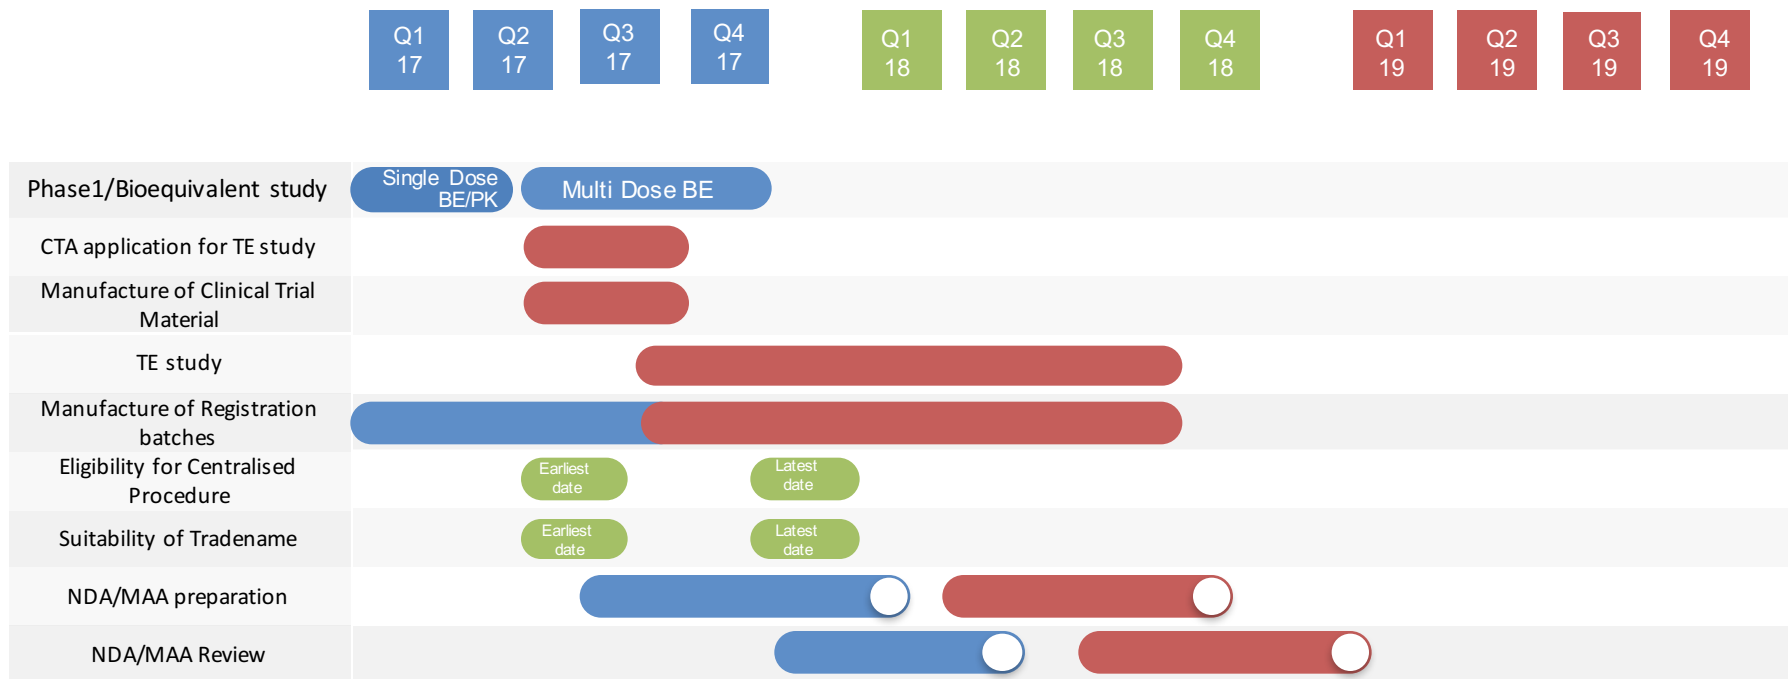 Q1
17
Q2
17
Q3
17
Q4
17
Q1
18
Q2
18
Q3
18
Q4
18
Q1
19
Q2
19
Q3
19
Q4
19
Phase1/Bioequivalent study
Single Dose
BE/PK
Multi Dose BE
CTA application for TE study
Manufacture of Clinical Trial
Material
TE study
Manufacture of Registration
batches
Eligibility for Centralised
Procedure
Earliest
date
Latest
date
Suitability of Tradename
Earliest
date
Latest
date
NDA/MAA preparation
NDA/MAA Review